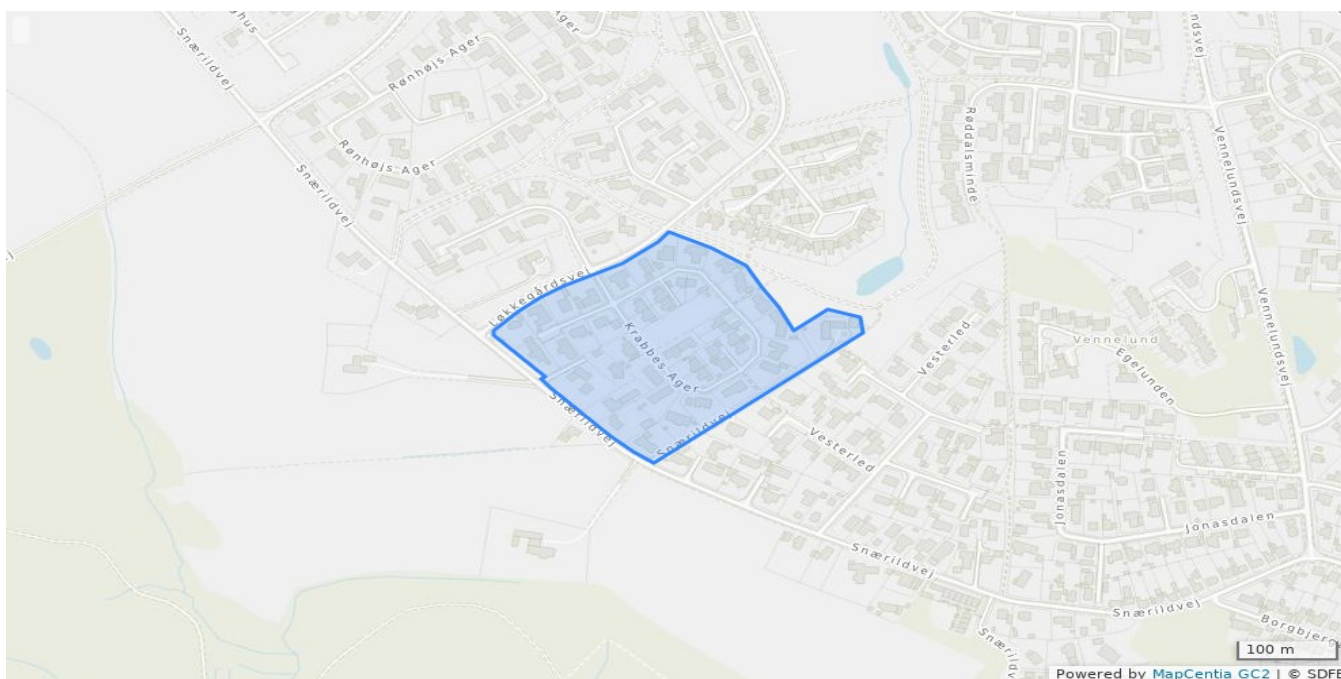 Snærildvej
Rønhøjs Ager
Ager
Rønhøjs Ager
Snærildvej
Røddalsminde
Vennelundsvej
Løkkegårdsvej
Krabbes Ager
Snærildvej
Snærildvej
Vesterled
Vennelund
Egelunden
Vennelundsvej
Vesterled
Jonasdalen
Jonasdalen
Snærildvej
Snærildvej
100 m
Powered by MapCentia GC2 | © SDFE